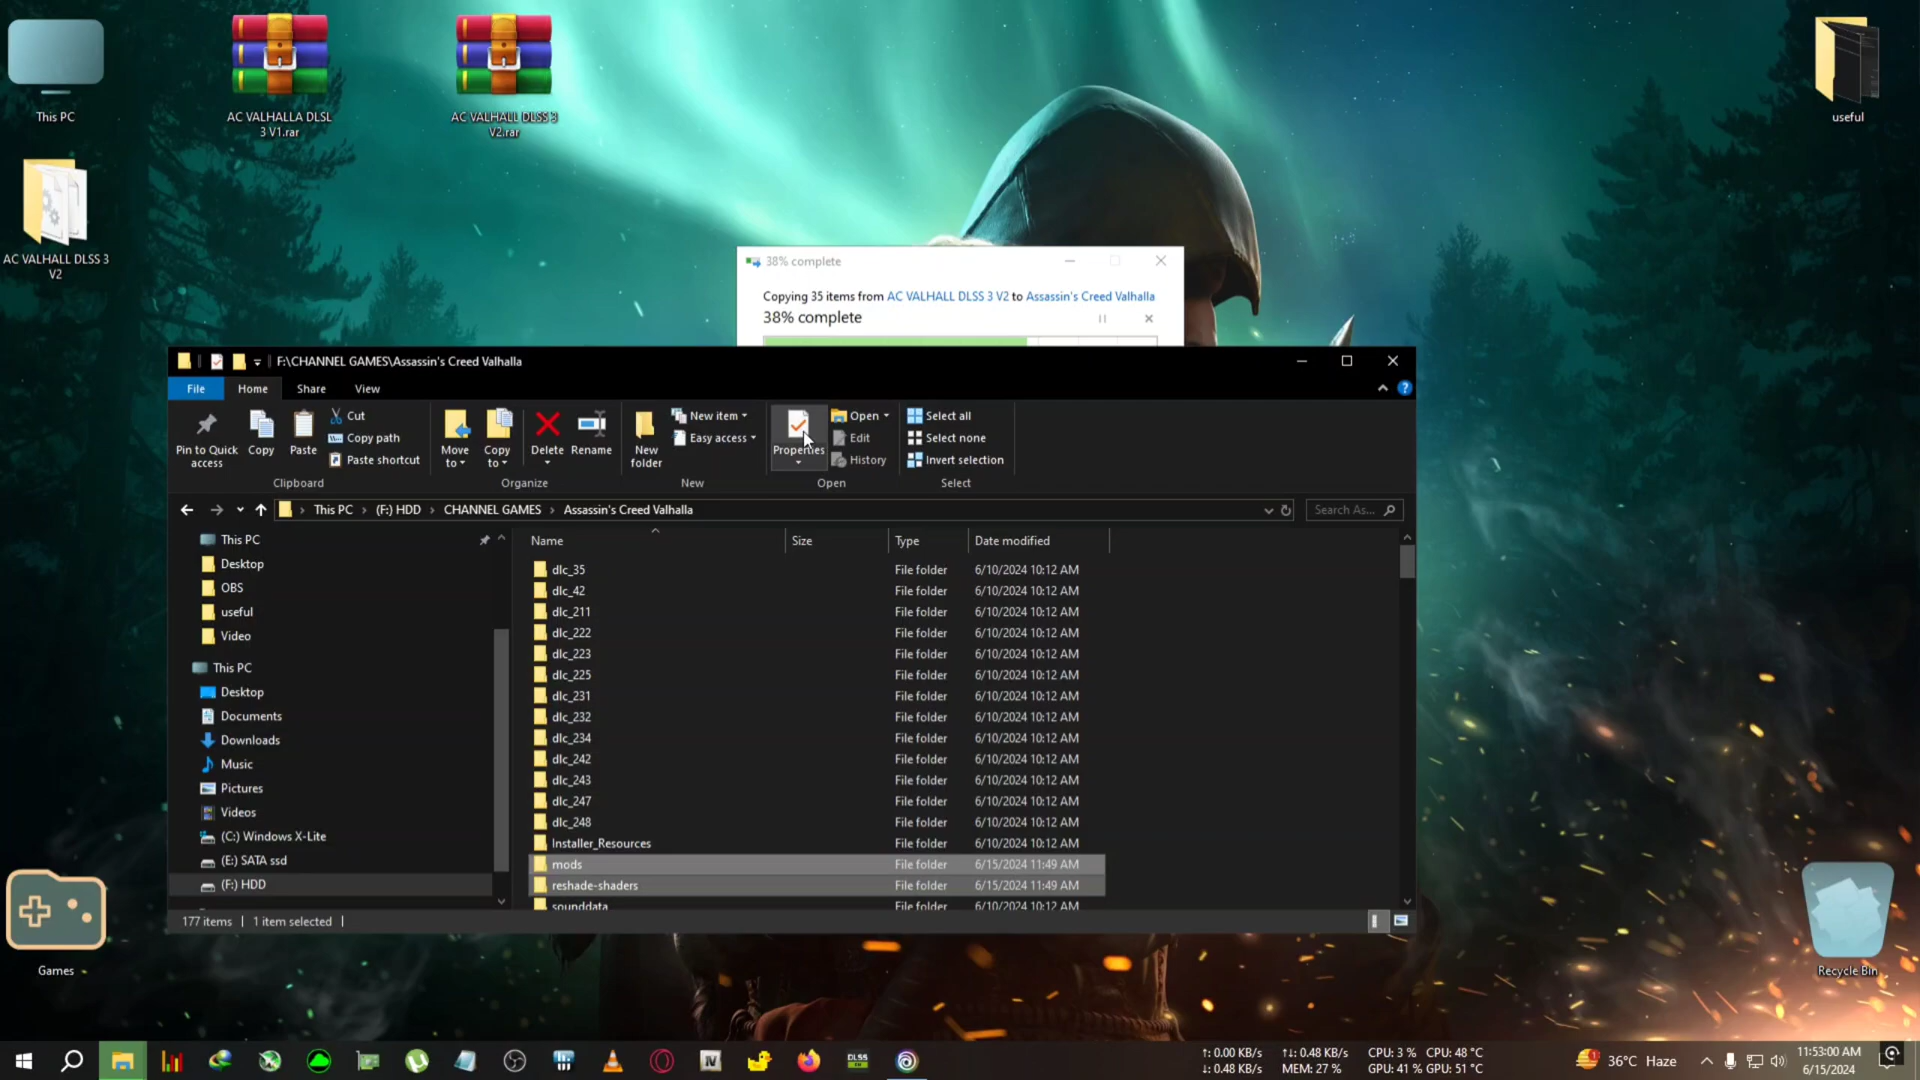 This PC
AC VALHALLA DLSL
3 V1.rar
AC VALHALL DLSS 3
V2.rar
useful
AC VALHALL DLSS 3
V2
38% complete
Copying 35 items from AC VALHALL DLSS 3 V2 to Assassin's Creed Valhalla
38% complete
F:\CHANNEL GAMES\Assassin's Creed Valhalla
File Home Share View
Pin to Quick
access
Copy
Paste
Cut
Copy path
Paste shortcut
Clipboard
Move
to
Copy
to
Delete
Rename
Organize
New
folder
New item
Easy access
New
Properties
Open
Edit
History
Open
Select all
Select none
Invert selection
Select
This PC > (F:) HDD > CHANNEL GAMES > Assassin's Creed Valhalla
Search As...
This PC
Desktop
OBS
useful
Video
This PC
Desktop
Documents
Downloads
Music
Pictures
Videos
(C:) Windows X-Lite
(E:) SATA ssd
(F:) HDD
Name Size Type Date modified
dlc_35 File folder 6/10/2024 10:12 AM
dlc_42 File folder 6/10/2024 10:12 AM
dlc_211 File folder 6/10/2024 10:12 AM
dlc_222 File folder 6/10/2024 10:12 AM
dlc_223 File folder 6/10/2024 10:12 AM
dlc_225 File folder 6/10/2024 10:12 AM
dlc_231 File folder 6/10/2024 10:12 AM
dlc_232 File folder 6/10/2024 10:12 AM
dlc_234 File folder 6/10/2024 10:12 AM
dlc_242 File folder 6/10/2024 10:12 AM
dlc_243 File folder 6/10/2024 10:12 AM
dlc_247 File folder 6/10/2024 10:12 AM
dlc_248 File folder 6/10/2024 10:12 AM
Installer_Resources File folder 6/10/2024 10:12 AM
mods File folder 6/15/2024 11:49 AM
reshade-shaders File folder 6/15/2024 11:49 AM
sounddata File folder 6/10/2024 10:12 AM
177 items 1 item selected
Games
Recycle Bin
IV
DLSS
↑: 0.00 KB/s
↓: 0.48 KB/s
↑↓: 0.48 KB/s
MEM: 27 %
CPU: 3 % CPU: 48 °C
GPU: 41 % GPU: 51 °C
1
36°C Haze
11:53:00 AM
6/15/2024